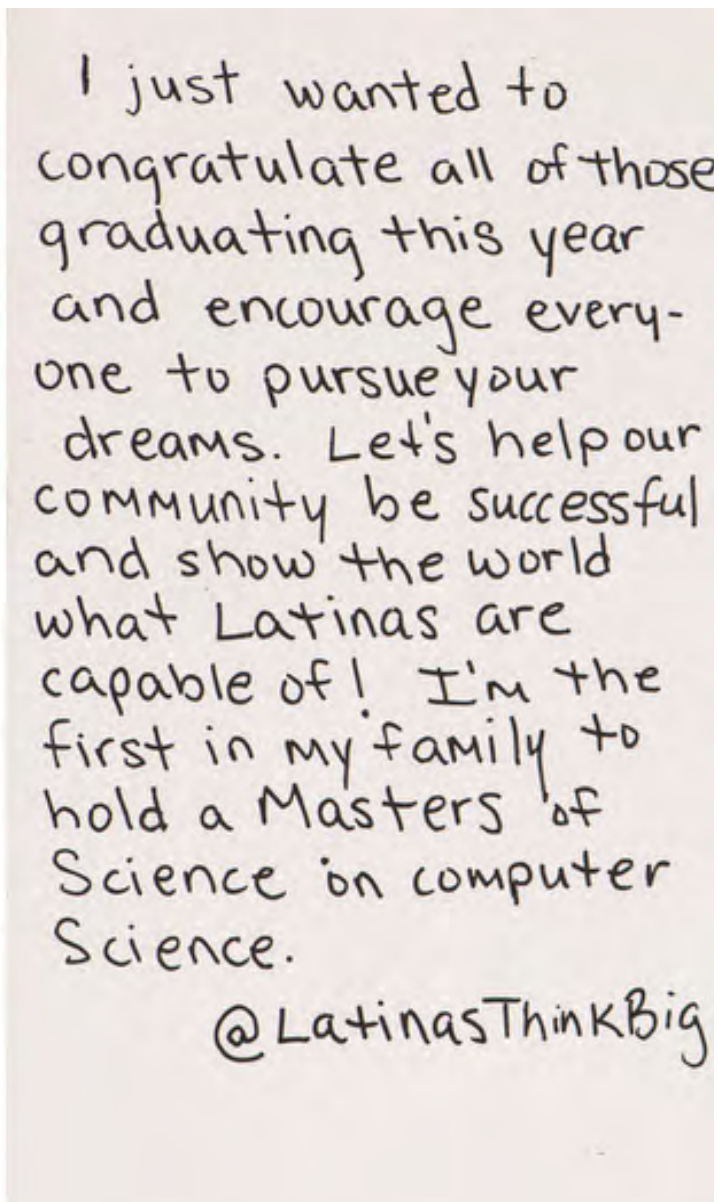 I just wanted to
congratulate all of those
graduating this year
and encourage every-
one to pursue your
dreams. Let's help our
community be successful
and show the world
what Latinas are
capable of! I'm the
first in my family to
hold a Masters of
Science on computer
Science.
@LatinasThinkBig